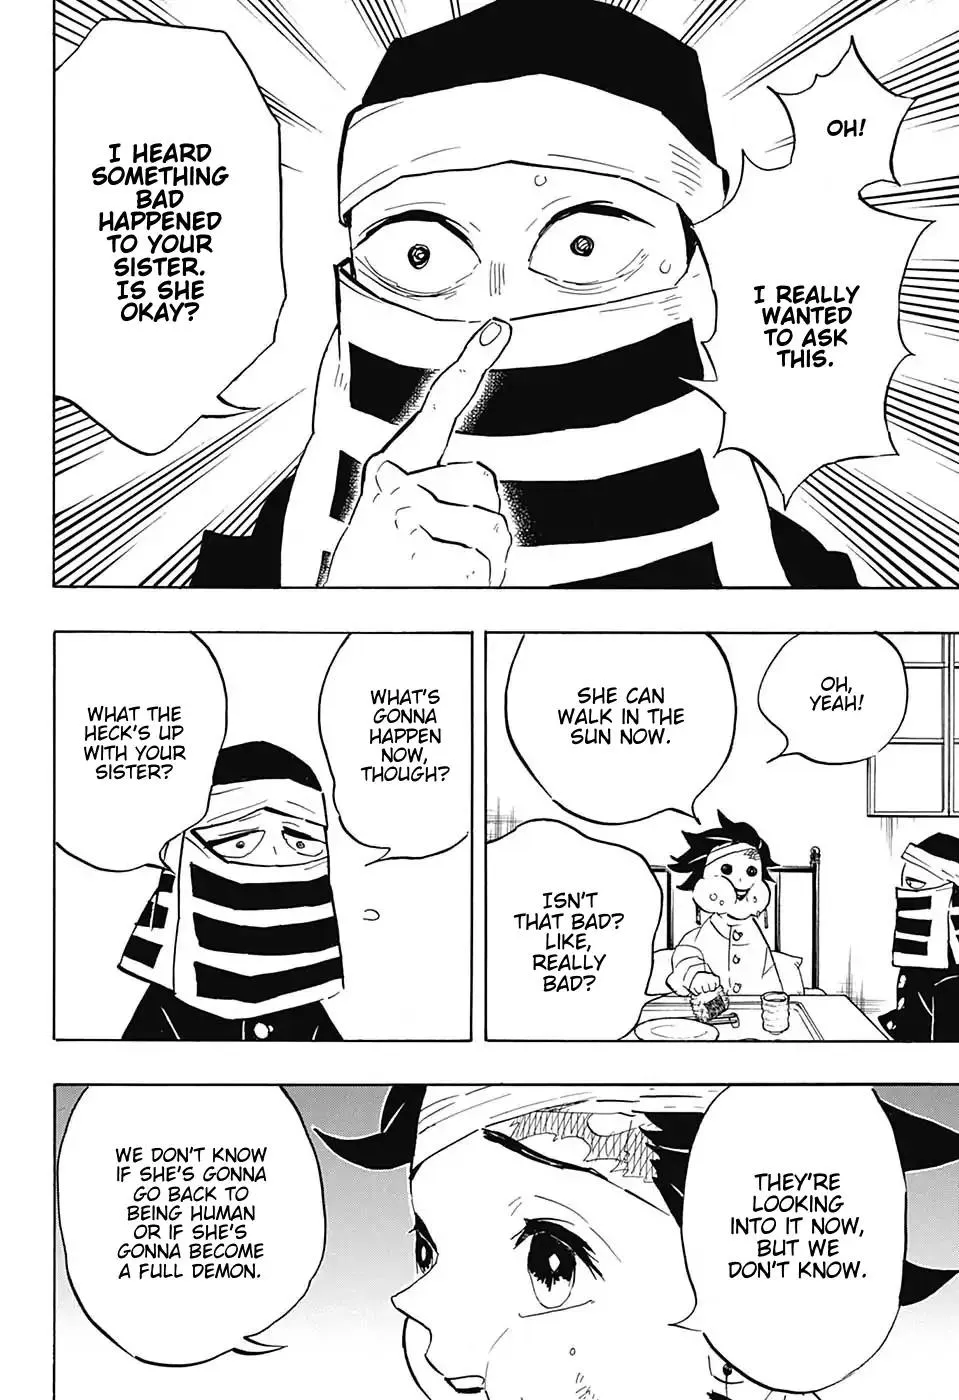 OH!
I REALLY
WANTED
TO ASK
THIS.
I HEARD
SOMETHING
BAD
HAPPENED
TO YOUR
SISTER.
IS SHE
OKAY?
OH,
YEAH!
SHE CAN
WALK IN THE
SUN NOW.
ISN'T
THAT BAD?
LIKE,
REALLY
BAD?
WHAT'S
GONNA
HAPPEN
NOW,
THOUGH?
WHAT THE
HECK'S UP
WITH YOUR
SISTER?
THEY'RE
LOOKING
INTO IT NOW,
BUT WE
DON'T KNOW.
WE DON'T KNOW
IF SHE'S GONNA
GO BACK TO
BEING HUMAN
OR IF SHE'S
GONNA BECOME
A FULL DEMON.